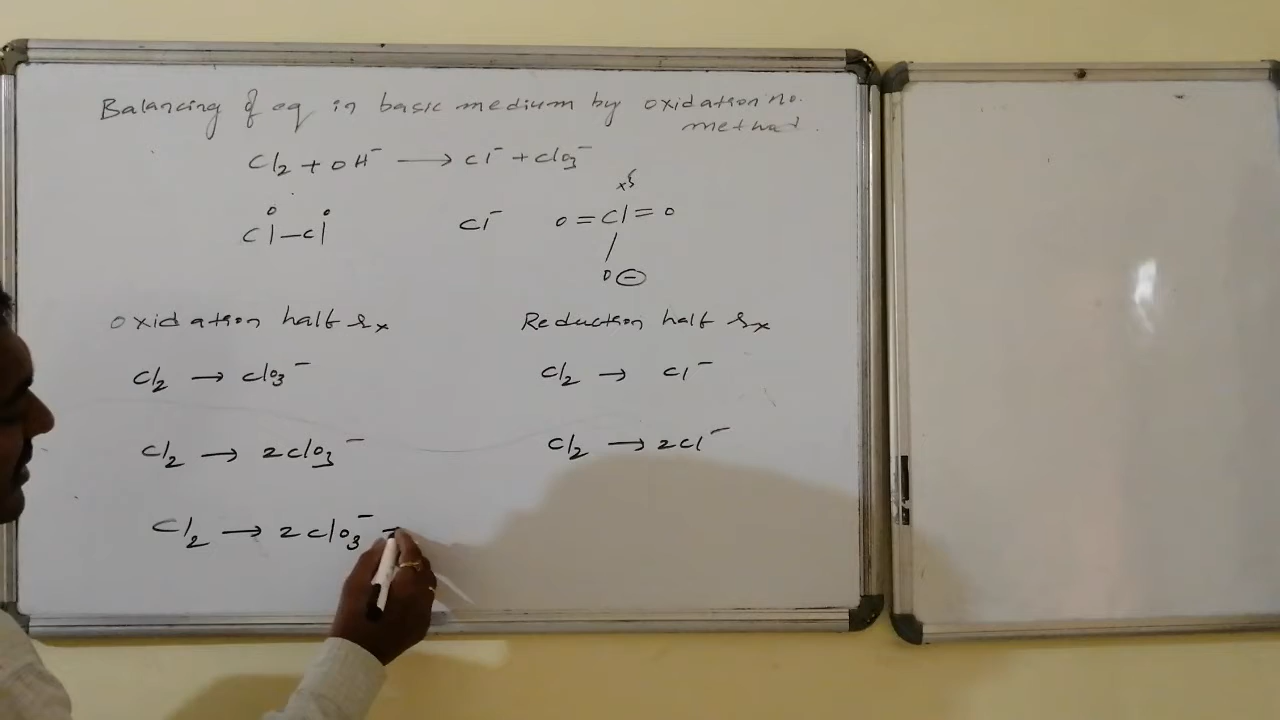 Balancing of eq in basic medium by oxidation no.
method.
Cl₂ + OH⁻ → Cl⁻ + ClO₃⁻
+5
0 0
Cl–Cl Cl⁻ O=Cl=O
/
O⊖
Oxidation half rx Reduction half rx
Cl₂ → ClO₃⁻ Cl₂ → Cl⁻
Cl₂ → 2ClO₃⁻ Cl₂ → 2Cl⁻
Cl₂ → 2ClO₃⁻